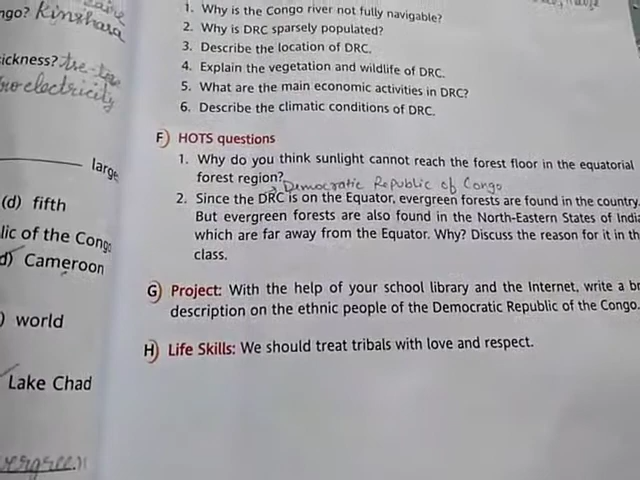 ngo? Kinshasa
1. Why is the Congo river not fully navigable?
2. Why is DRC sparsely populated?
3. Describe the location of DRC.
ickness?
4. Explain the vegetation and wildlife of DRC.
electricity
5. What are the main economic activities in DRC?
6. Describe the climatic conditions of DRC.
F) HOTS questions
large
1. Why do you think sunlight cannot reach the forest floor in the equatorial
forest region?
Democratic Republic of Congo
(d) fifth
2. Since the DRC is on the Equator, evergreen forests are found in the country.
But evergreen forests are also found in the North-Eastern States of India
lic of the Congo
which are far away from the Equator. Why? Discuss the reason for it in th
d) Cameroon
class.
G) Project: With the help of your school library and the Internet, write a br
description on the ethnic people of the Democratic Republic of the Congo.
) world
H) Life Skills: We should treat tribals with love and respect.
Lake Chad
vergreen